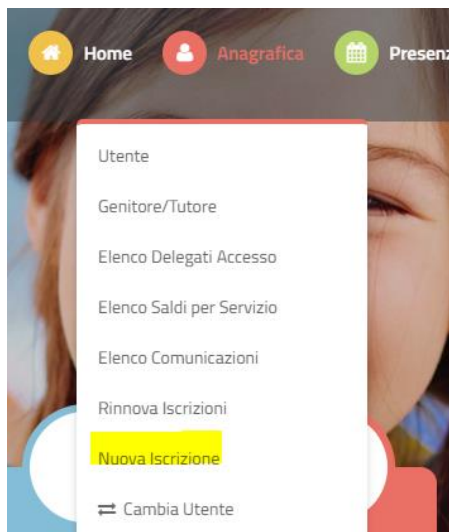 Home Anagrafica Presenz
Utente
Genitore/Tutore
Elenco Delegati Accesso
Elenco Saldi per Servizio
Elenco Comunicazioni
Rinnova Iscrizioni
Nuova Iscrizione
Cambia Utente